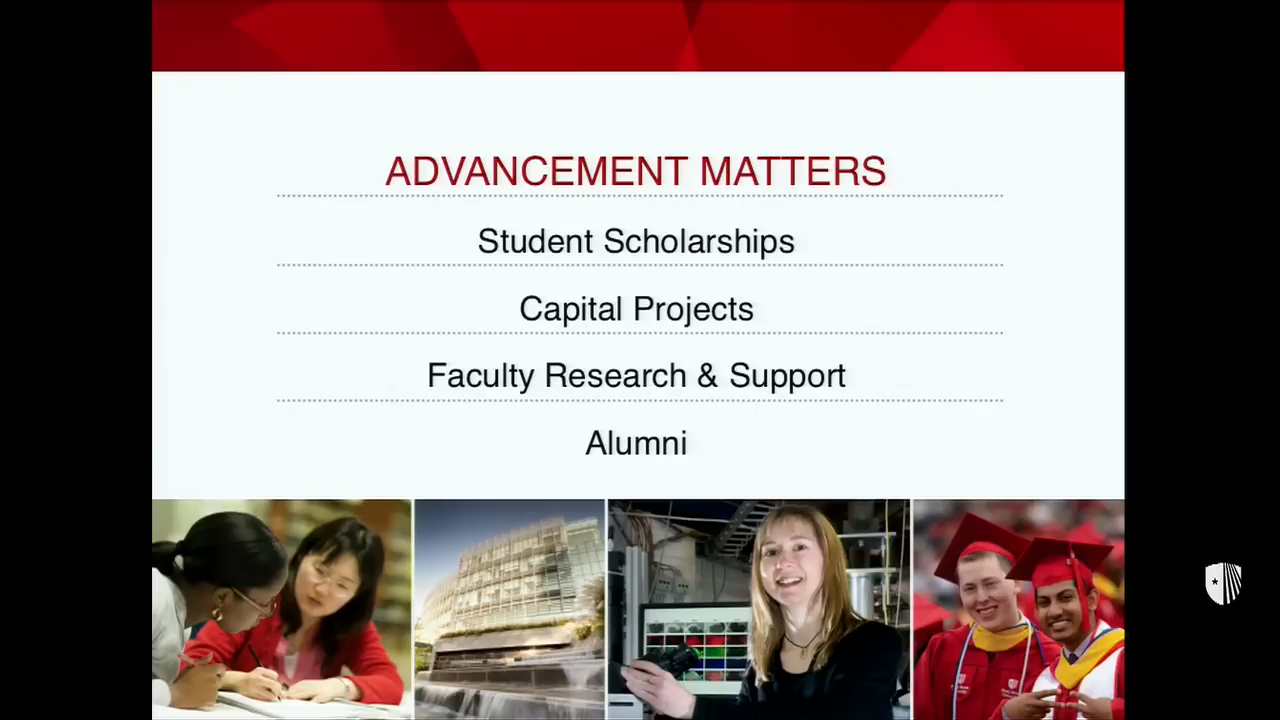 ADVANCEMENT MATTERS
Student Scholarships
Capital Projects
Faculty Research & Support
Alumni